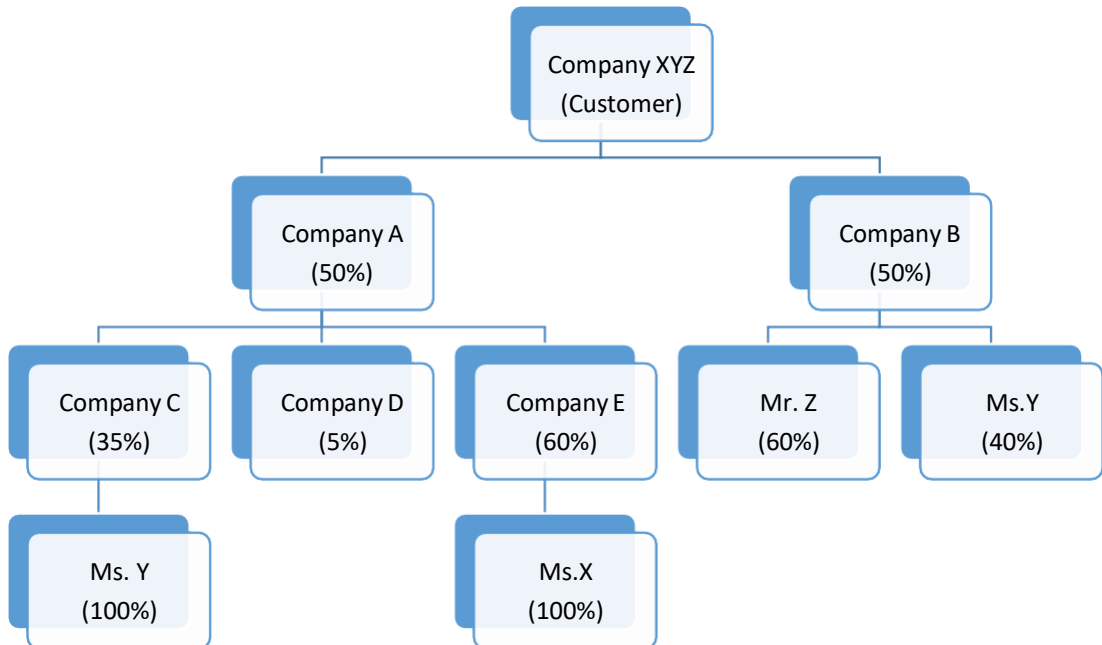 Company XYZ
(Customer)
Company A
(50%)
Company B
(50%)
Company C
(35%)
Company D
(5%)
Company E
(60%)
Mr. Z
(60%)
Ms.Y
(40%)
Ms. Y
(100%)
Ms.X
(100%)